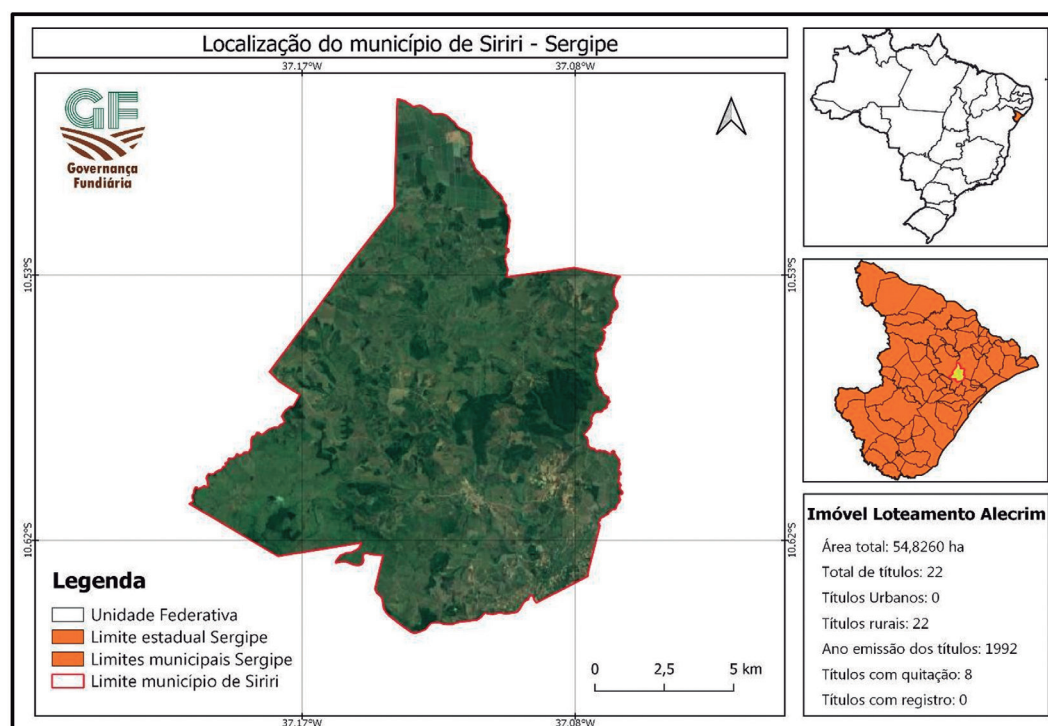 Localização do município de Siriri - Sergipe
37.17°W
37.08°W
GF
Governança
Fundiária
10.53°S
10.53°S
10.62°S
10.62°S
Legenda
Unidade Federativa
Limite estadual Sergipe
Limites municipais Sergipe
Limite município de Siriri
0
2,5
5 km
37.17°W
37.08°W
Imóvel Loteamento Alecrim
Área total: 54,8260 ha
Total de títulos: 22
Títulos Urbanos: 0
Títulos rurais: 22
Ano emissão dos títulos: 1992
Títulos com quitação: 8
Títulos com registro: 0